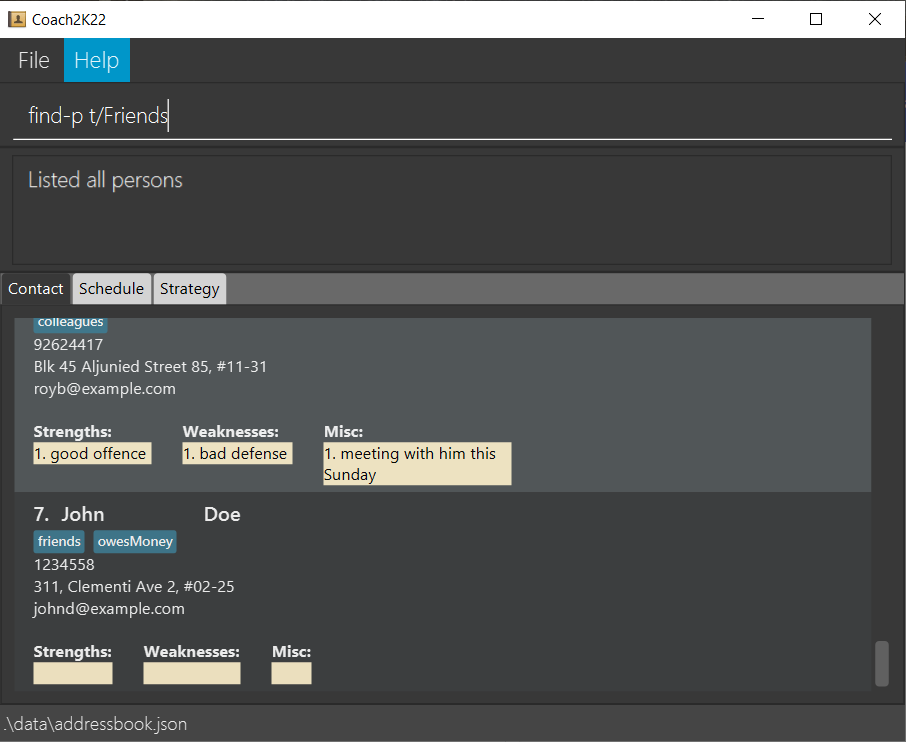 Coach2K22
File Help
find-p t/Friends
Listed all persons
Contact Schedule Strategy
colleagues
92624417
Blk 45 Aljunied Street 85, #11-31
royb@example.com
Strengths: Weaknesses: Misc:
1. good offence 1. bad defense 1. meeting with him this
Sunday
7. John Doe
friends owesMoney
1234558
311, Clementi Ave 2, #02-25
johnd@example.com
Strengths: Weaknesses: Misc:
.\data\addressbook.json